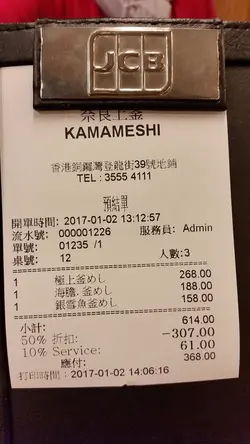 JCB
奈良上釜
KAMAMESHI
香港銅鑼灣登龍街39號地鋪
TEL : 3555 4111
預結單
開單時間: 2017-01-02 13:12:57
流水號: 000001226 服務員: Admin
單號: 01235 /1
桌號: 12 人數:3
1 極上釜めし 268.00
1 海膽.釜めし 188.00
1 銀雪魚釜めし 158.00
小計: 614.00
50% 折扣: -307.00
10% Service: 61.00
應付: 368.00
打印時間：2017-01-02 14:06:16